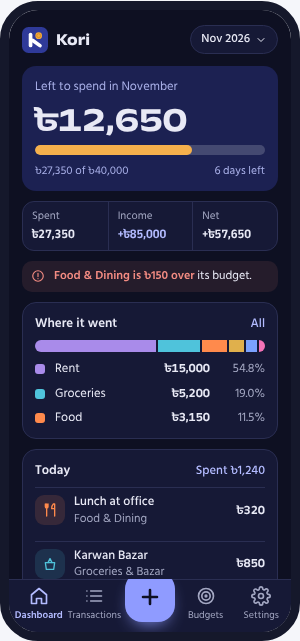 Kori
Nov 2026
Left to spend in November
৳12,650
৳27,350 of ৳40,000
6 days left
Spent
৳27,350
Income
+৳85,000
Net
+৳57,650
Food & Dining is ৳150 over its budget.
Where it went
All
Rent ৳15,000 54.8%
Groceries ৳5,200 19.0%
Food ৳3,150 11.5%
Today
Spent ৳1,240
Lunch at office
Food & Dining
৳320
Karwan Bazar
Groceries & Bazar
৳850
Dashboard
Transactions
Budgets
Settings